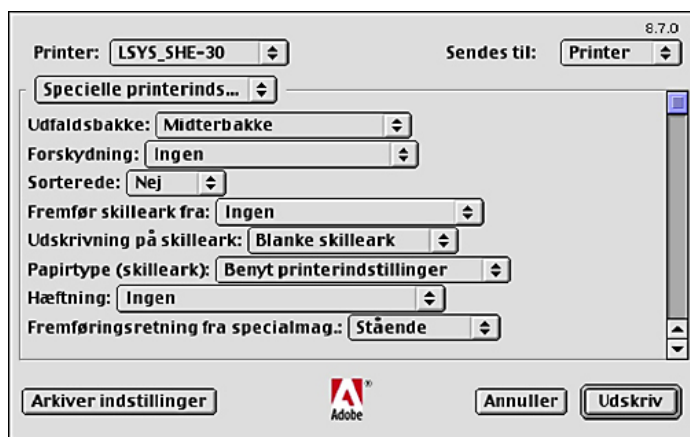 8.7.0
Printer: LSYS_SHE-30 Sendes til: Printer
Specielle printerinds...
Udfaldsbakke: Midterbakke
Forskydning: Ingen
Sorterede: Nej
Fremfør skilleark fra: Ingen
Udskrivning på skilleark: Blanke skilleark
Papirtype (skilleark): Benyt printerindstillinger
Hæftning: Ingen
Fremføringsretning fra specialmag.: Stående
Arkiver indstillinger Adobe® Annuller Udskriv